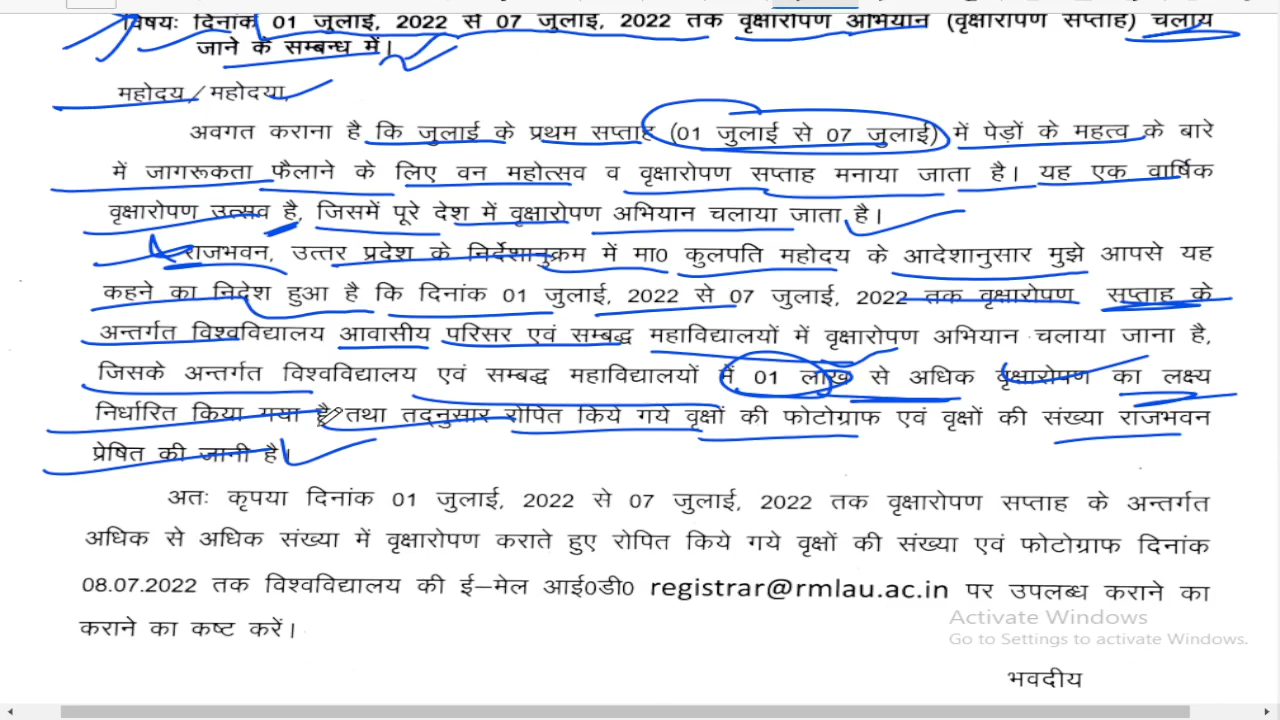 विषयः दिनांक 01 जुलाई, 2022 से 07 जुलाई, 2022 तक वृक्षारोपण अभियान (वृक्षारोपण सप्ताह) चलाये
जाने के सम्बन्ध में।
महोदय/महोदया,
अवगत कराना है कि जुलाई के प्रथम सप्ताह (01 जुलाई से 07 जुलाई) में पेड़ों के महत्व के बारे
में जागरूकता फैलाने के लिए वन महोत्सव व वृक्षारोपण सप्ताह मनाया जाता है। यह एक वार्षिक
वृक्षारोपण उत्सव है, जिसमें पूरे देश में वृक्षारोपण अभियान चलाया जाता है।
राजभवन, उत्तर प्रदेश के निर्देशानुक्रम में मा0 कुलपति महोदय के आदेशानुसार मुझे आपसे यह
कहने का निदेश हुआ है कि दिनांक 01 जुलाई, 2022 से 07 जुलाई, 2022 तक वृक्षारोपण सप्ताह के
अन्तर्गत विश्वविद्यालय आवासीय परिसर एवं सम्बद्ध महाविद्यालयों में वृक्षारोपण अभियान चलाया जाना है,
जिसके अन्तर्गत विश्वविद्यालय एवं सम्बद्ध महाविद्यालयों में 01 लाख से अधिक वृक्षारोपण का लक्ष्य
निर्धारित किया गया है तथा तद्नुसार रोपित किये गये वृक्षों की फोटोग्राफ एवं वृक्षों की संख्या राजभवन
प्रेषित की जानी है।
अतः कृपया दिनांक 01 जुलाई, 2022 से 07 जुलाई, 2022 तक वृक्षारोपण सप्ताह के अन्तर्गत
अधिक से अधिक संख्या में वृक्षारोपण कराते हुए रोपित किये गये वृक्षों की संख्या एवं फोटोग्राफ दिनांक
08.07.2022 तक विश्वविद्यालय की ई–मेल आई0डी0 registrar@rmlau.ac.in पर उपलब्ध कराने का
कराने का कष्ट करें।
Activate Windows
Go to Settings to activate Windows.
भवदीय